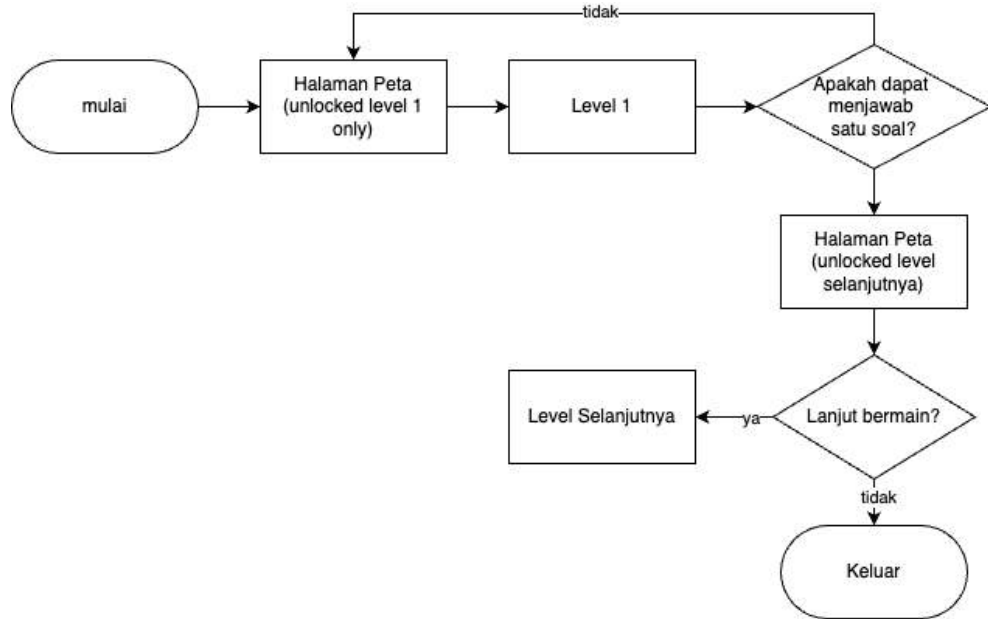 tidak
mulai
Halaman Peta
(unlocked level 1
only)
Level 1
Apakah dapat
menjawab
satu soal?
Halaman Peta
(unlocked level
selanjutnya)
Level Selanjutnya
ya
Lanjut bermain?
tidak
Keluar